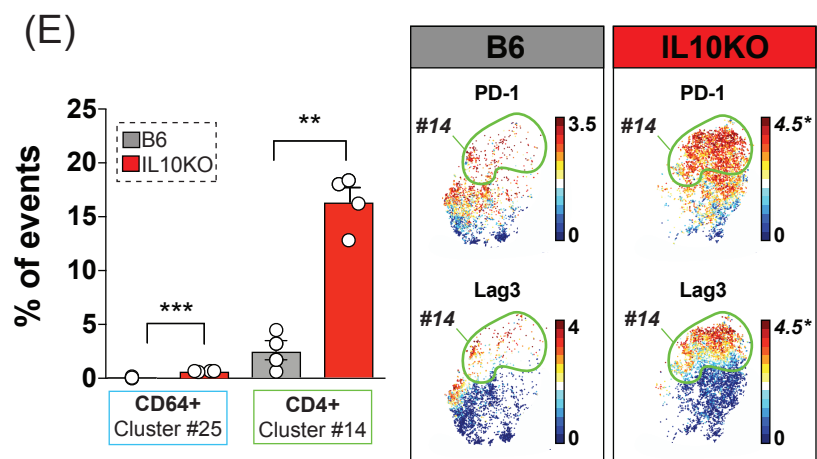 (E)
% of events
25
20
15
10
5
0
B6
IL10KO
***
**
CD64+
Cluster #25
CD4+
Cluster #14
B6
PD-1
#14
3.5
0
Lag3
#14
4
0
IL10KO
PD-1
#14
4.5*
0
Lag3
#14
4.5*
0